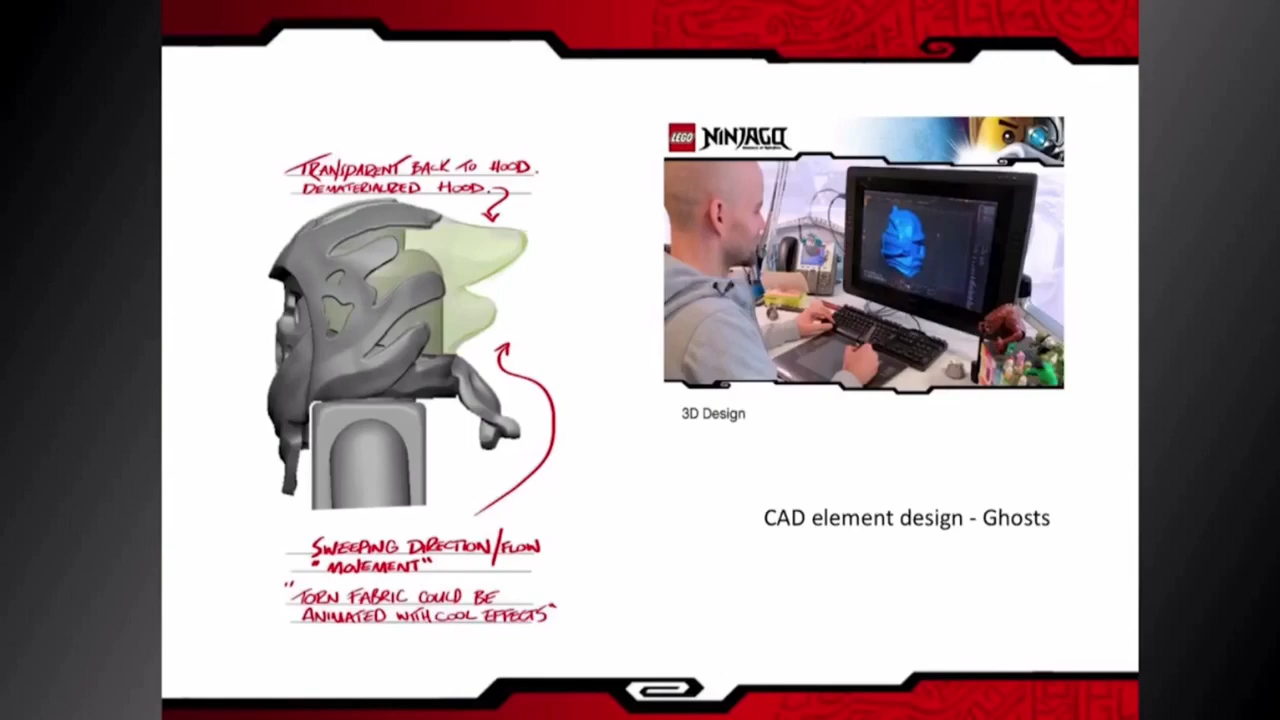 TRANSPARENT BACK TO HOOD.
DEMATERIALIZED HOOD.
SWEEPING DIRECTION/FLOW
"MOVEMENT"
"TORN FABRIC COULD BE
ANIMATED WITH COOL EFFECTS"
LEGO NINJAGO
3D Design
CAD element design - Ghosts